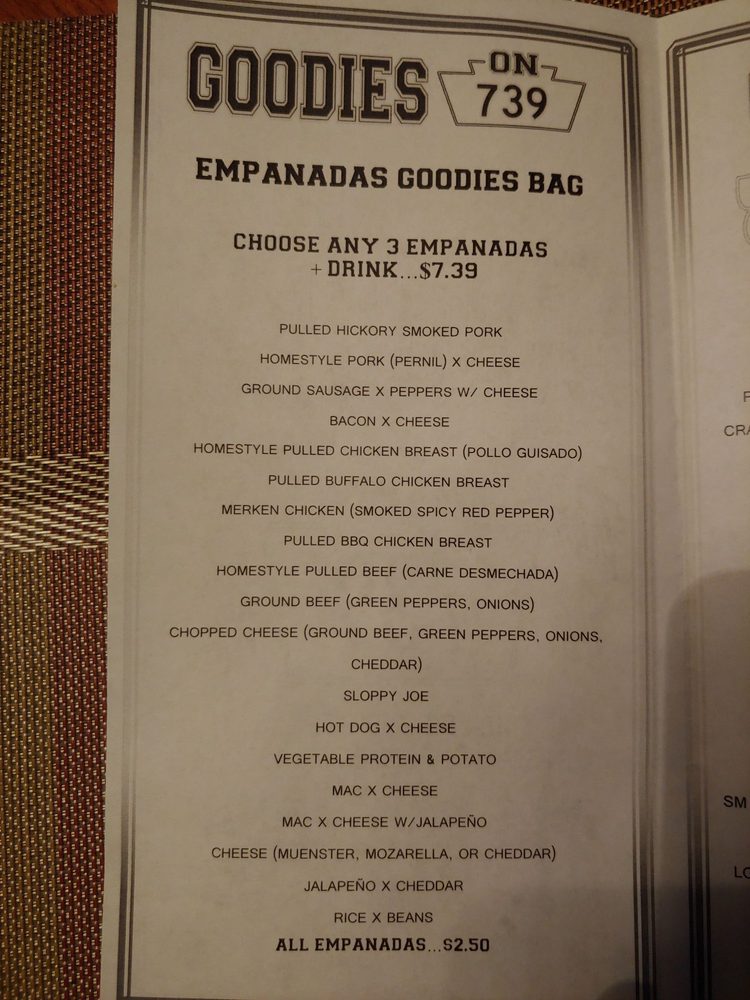 GOODIES ON 739
EMPANADAS GOODIES BAG
CHOOSE ANY 3 EMPANADAS
+ DRINK...$7.39
PULLED HICKORY SMOKED PORK
HOMESTYLE PORK (PERNIL) X CHEESE
GROUND SAUSAGE X PEPPERS W/ CHEESE
BACON X CHEESE
HOMESTYLE PULLED CHICKEN BREAST (POLLO GUISADO)
PULLED BUFFALO CHICKEN BREAST
MERKEN CHICKEN (SMOKED SPICY RED PEPPER)
PULLED BBQ CHICKEN BREAST
HOMESTYLE PULLED BEEF (CARNE DESMECHADA)
GROUND BEEF (GREEN PEPPERS, ONIONS)
CHOPPED CHEESE (GROUND BEEF, GREEN PEPPERS, ONIONS,
CHEDDAR)
SLOPPY JOE
HOT DOG X CHEESE
VEGETABLE PROTEIN & POTATO
MAC X CHEESE
MAC X CHEESE W/JALAPEÑO
CHEESE (MUENSTER, MOZARELLA, OR CHEDDAR)
JALAPEÑO X CHEDDAR
RICE X BEANS
ALL EMPANADAS...$2.50